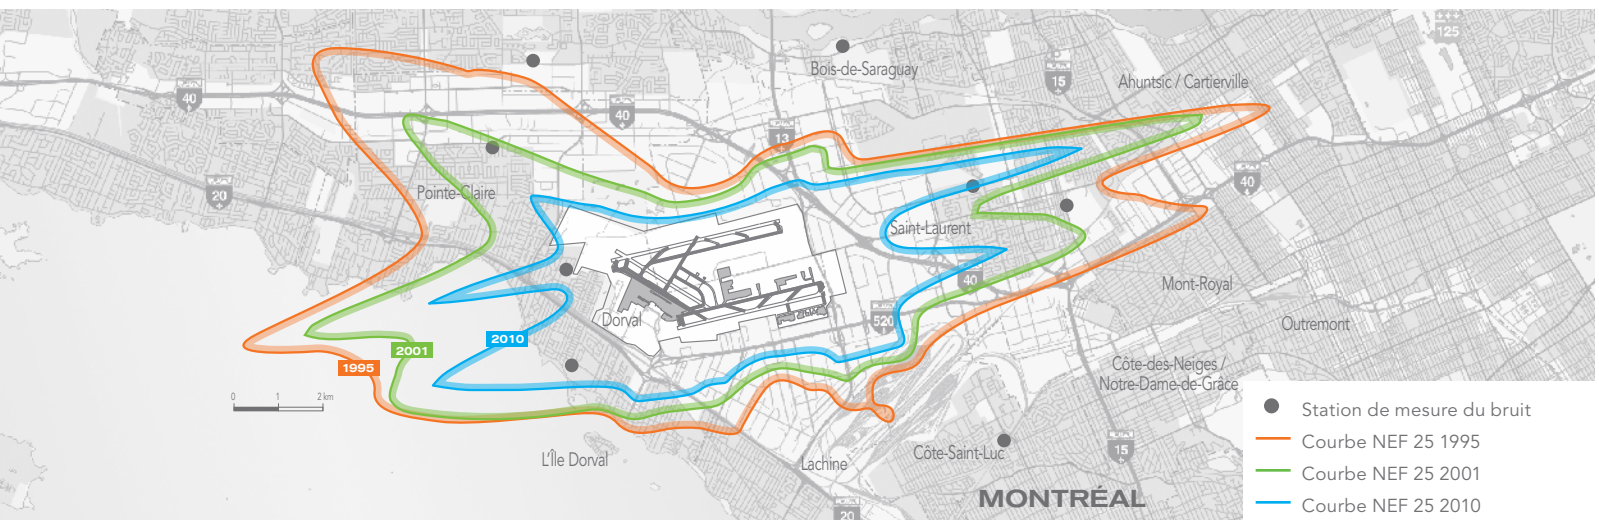 125
Bois-de-Saraguay
15
Ahuntsic / Cartierville
40
40
13
40
20
Pointe-Claire
Saint-Laurent
40
Mont-Royal
Dorval
520
Outremont
2010
2001
1995
Côte-des-Neiges /
Notre-Dame-de-Grâce
0 1 2 km
L'Île Dorval
Lachine
Côte-Saint-Luc
15
MONTRÉAL
20
Station de mesure du bruit
Courbe NEF 25 1995
Courbe NEF 25 2001
Courbe NEF 25 2010